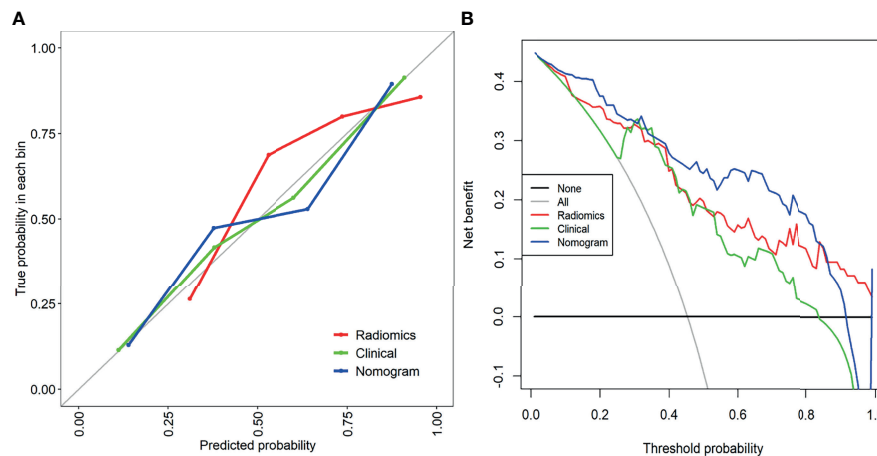 A
1.00
0.75
0.50
0.25
0.00
True probability in each bin
Radiomics
Clinical
Nomogram
0.00 0.25 0.50 0.75 1.00
Predicted probability
B
0.4
0.3
0.2
0.1
0.0
-0.1
Net benefit
None
All
Radiomics
Clinical
Nomogram
0.0 0.2 0.4 0.6 0.8
Threshold probability